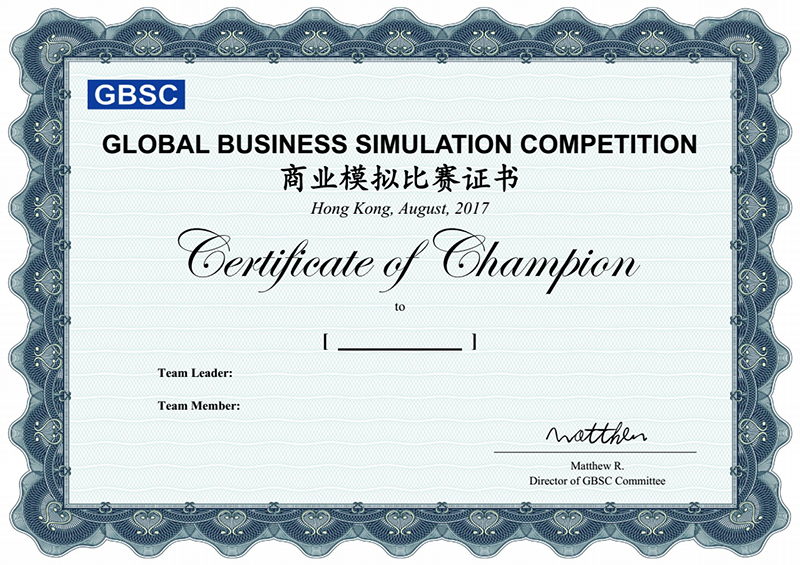 GBSC
GLOBAL BUSINESS SIMULATION COMPETITION
商业模拟比赛证书
Hong Kong, August, 2017
Certificate of Champion
to
[ __________ ]
Team Leader:
Team Member:
Matthew
Matthew R.
Director of GBSC Committee